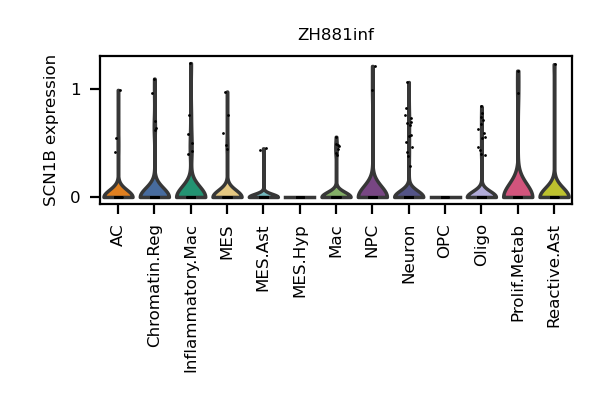 ZH881inf
SCN1B expression
1
0
AC
Chromatin.Reg
Inflammatory.Mac
MES
MES.Ast
MES.Hyp
Mac
NPC
Neuron
OPC
Oligo
Prolif.Metab
Reactive.Ast